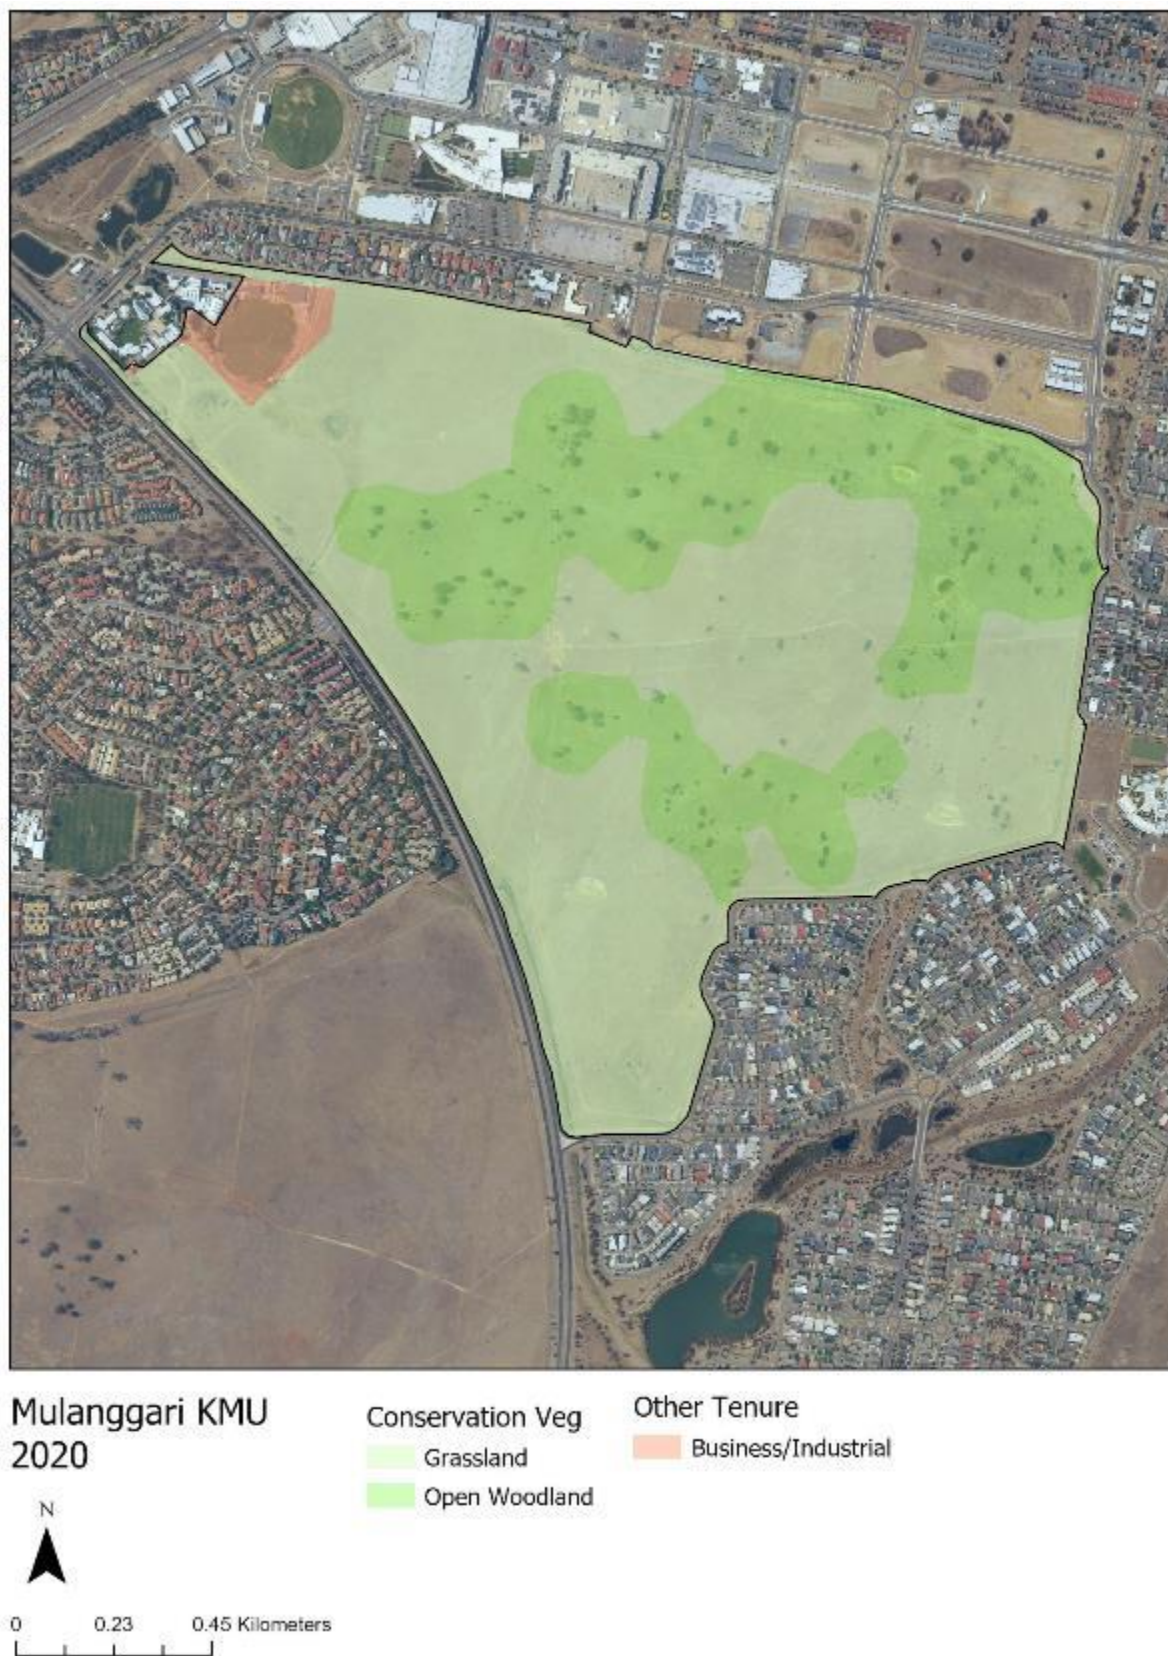 Mulanggari KMU
2020
Conservation Veg
Grassland
Open Woodland
Other Tenure
Business/Industrial
N
0 0.23 0.45 Kilometers